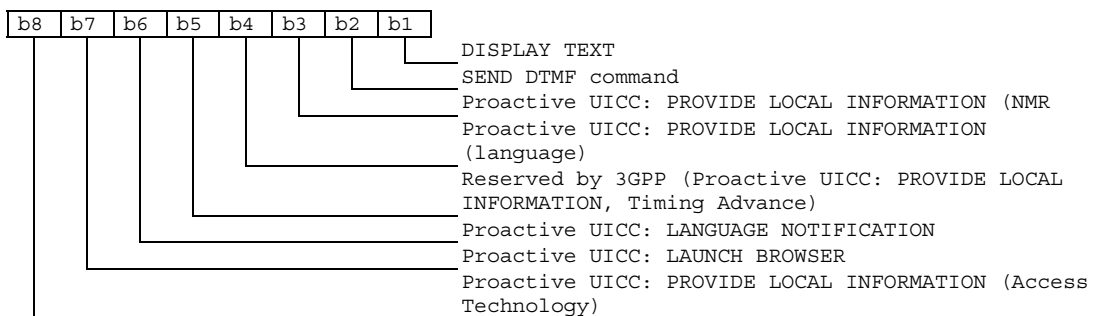 b8 b7 b6 b5 b4 b3 b2 b1
DISPLAY TEXT
SEND DTMF command
Proactive UICC: PROVIDE LOCAL INFORMATION (NMR
Proactive UICC: PROVIDE LOCAL INFORMATION
(language)
Reserved by 3GPP (Proactive UICC: PROVIDE LOCAL
INFORMATION, Timing Advance)
Proactive UICC: LANGUAGE NOTIFICATION
Proactive UICC: LAUNCH BROWSER
Proactive UICC: PROVIDE LOCAL INFORMATION (Access
Technology)